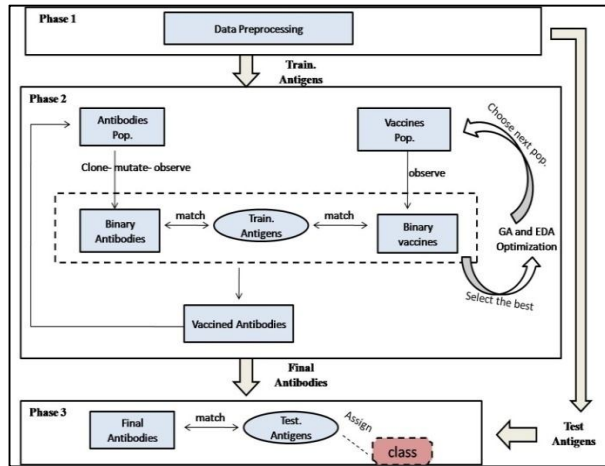 Phase 1
Data Preprocessing
Train.
Antigens
Phase 2
Antibodies
Pop.
Vaccines
Pop.
Choose next pop.
Clone- mutate- observe
observe
Binary
Antibodies
match
Train.
Antigens
match
Binary
vaccines
GA and EDA
Optimization
Select the best
Vaccined Antibodies
Final
Antibodies
Phase 3
Final
Antibodies
match
Test.
Antigens
Assign
class
Test
Antigens